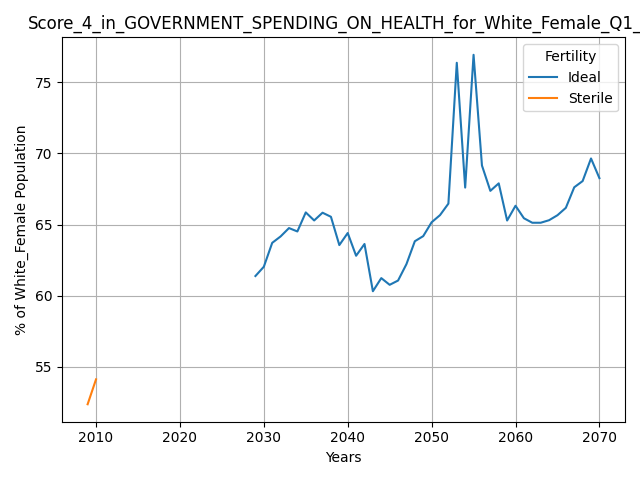 Score_4_in_GOVERNMENT_SPENDING_ON_HEALTH_for_White_Female_Q1_
Fertility
Ideal
Sterile
% of White_Female Population
75
70
65
60
55
2010 2020 2030 2040 2050 2060 2070
Years